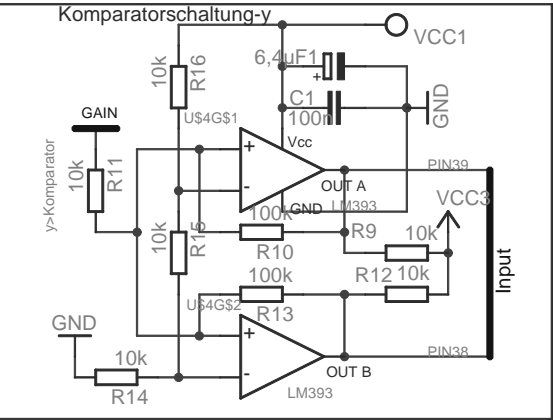 Komparatorschaltung-y
VCC1
6,4uF1
+
10k
R16
C1
100n
GND
GAIN
U$4G$1
Vcc
+
-
OUT A
PIN39
y>Komparator
10k
R11
GND
LM393
VCC3
100k
R10
R9
10k
10k
R15
100k
R12
10k
Input
U$4G$2
R13
GND
+
-
10k
R14
OUT B
PIN38
LM393